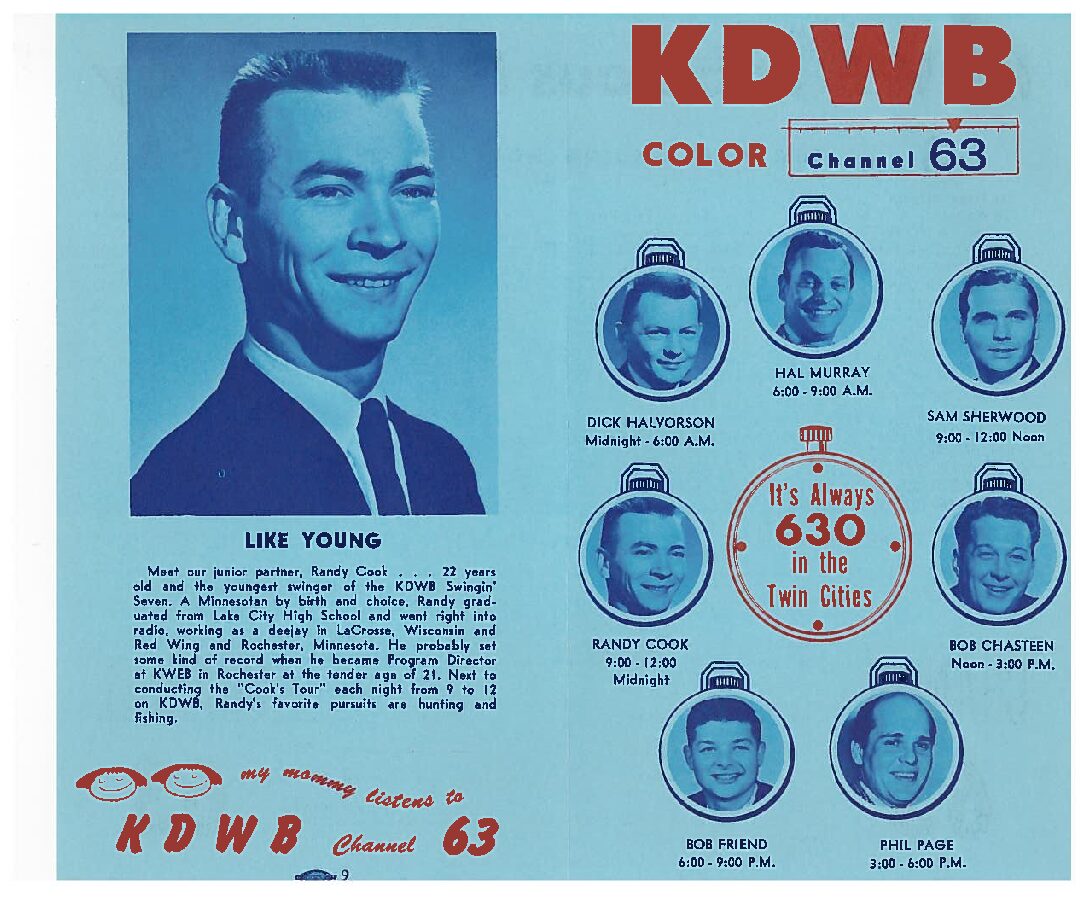 LIKE YOUNG
Meet our junior partner, Randy Cook . . . 22 years
old and the youngest swinger of the KDWB Swingin'
Seven. A Minnesotan by birth and choice, Randy grad-
uated from Lake City High School and went right into
radio, working as a deejay in LaCrosse, Wisconsin and
Red Wing and Rochester, Minnesota. He probably set
some kind of record when he became Program Director
at KWEB in Rochester at the tender age of 21. Next to
conducting the "Cook's Tour" each night from 9 to 12
on KDWB, Randy's favorite pursuits are hunting and
fishing.
my mommy listens to
KDWB Channel 63
9
KDWB
COLOR Channel 63
HAL MURRAY
6:00 - 9:00 A.M.
DICK HALVORSON
Midnight - 6:00 A.M.
SAM SHERWOOD
9:00 - 12:00 Noon
It's Always
630
in the
Twin Cities
RANDY COOK
9:00 - 12:00
Midnight
BOB CHASTEEN
Noon - 3:00 P.M.
BOB FRIEND
6:00 - 9:00 P.M.
PHIL PAGE
3:00 - 6:00 P.M.